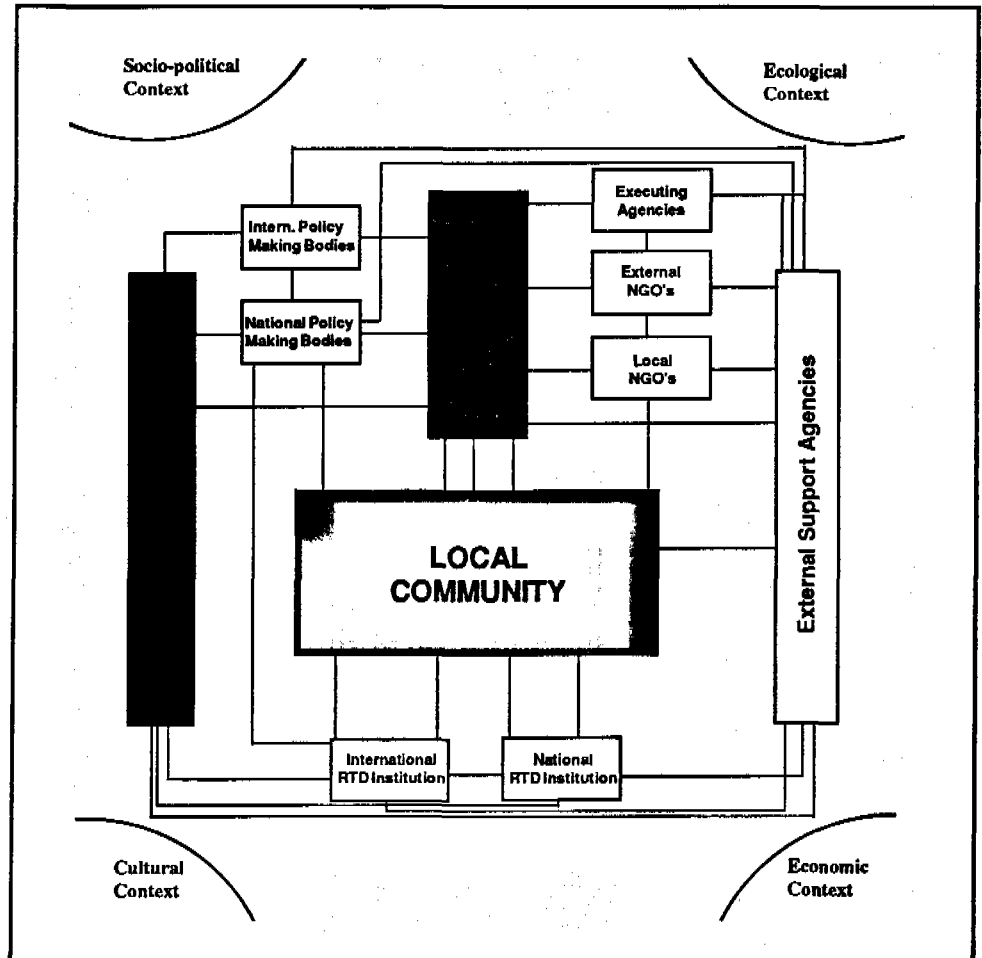 Socio-political
Context
Ecological
Context
Executing
Agencies
Intern. Policy
Making Bodies
External
NGO's
National Policy
Making Bodies
Local
NGO's
External Support Agencies
LOCAL
COMMUNITY
International
RTD Institution
National
RTD Institution
Cultural
Context
Economic
Context